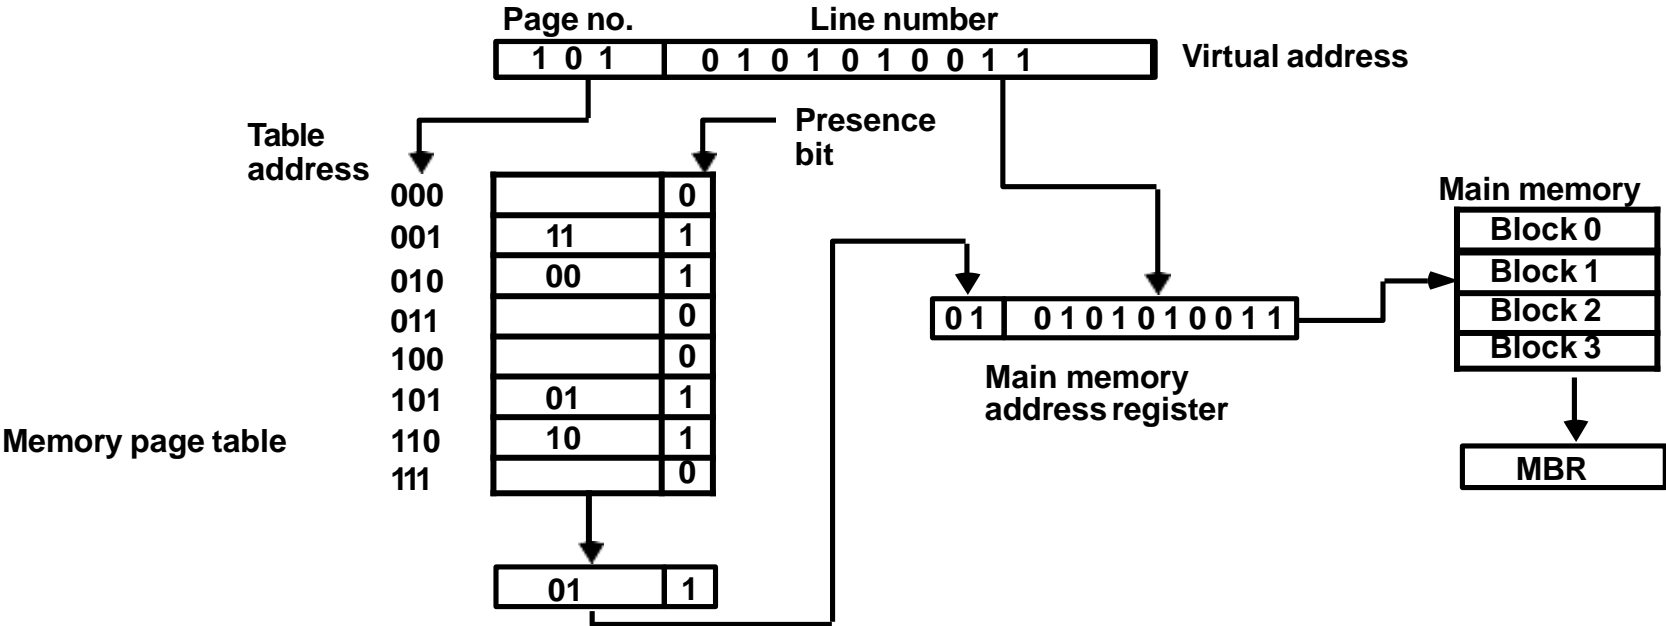 Page no. Line number
1 0 1 0 1 0 1 0 1 0 0 1 1 Virtual address
Table address
Presence bit
000 0
001 11 1
010 00 1
011 0
100 0
101 01 1
110 10 1
111 0
Memory page table
01 1
01 0 1 0 1 0 1 0 0 1 1
Main memory address register
Main memory
Block 0
Block 1
Block 2
Block 3
MBR